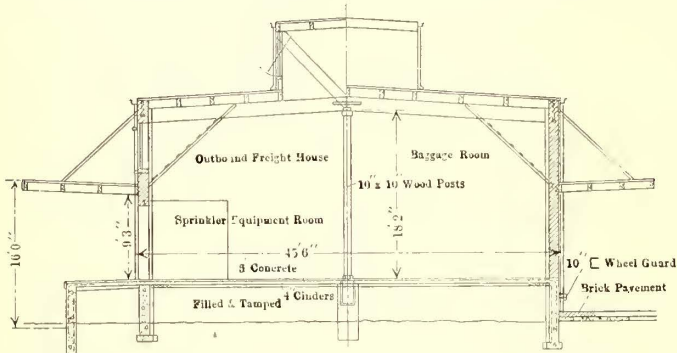 Outbound Freight House
Baggage Room
10" x 10" Wood Posts
Sprinkler Equipment Room
16'0"
9'3"
18'2"
45'6"
10" [ Wheel Guard
8 Concrete
Brick Pavement
4 Cinders
Filled & Tamped